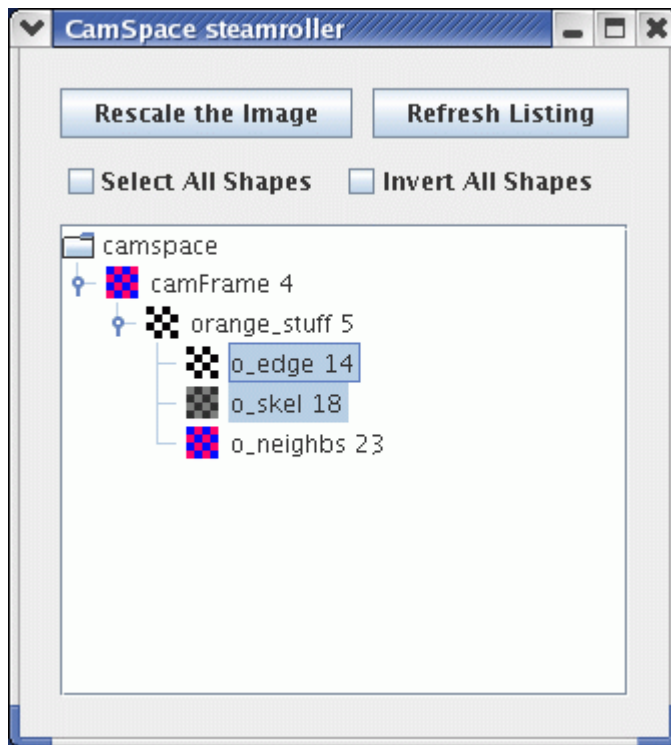 CamSpace steamroller
Rescale the Image Refresh Listing
Select All Shapes Invert All Shapes
camspace
camFrame 4
orange_stuff 5
o_edge 14
o_skel 18
o_neighbs 23